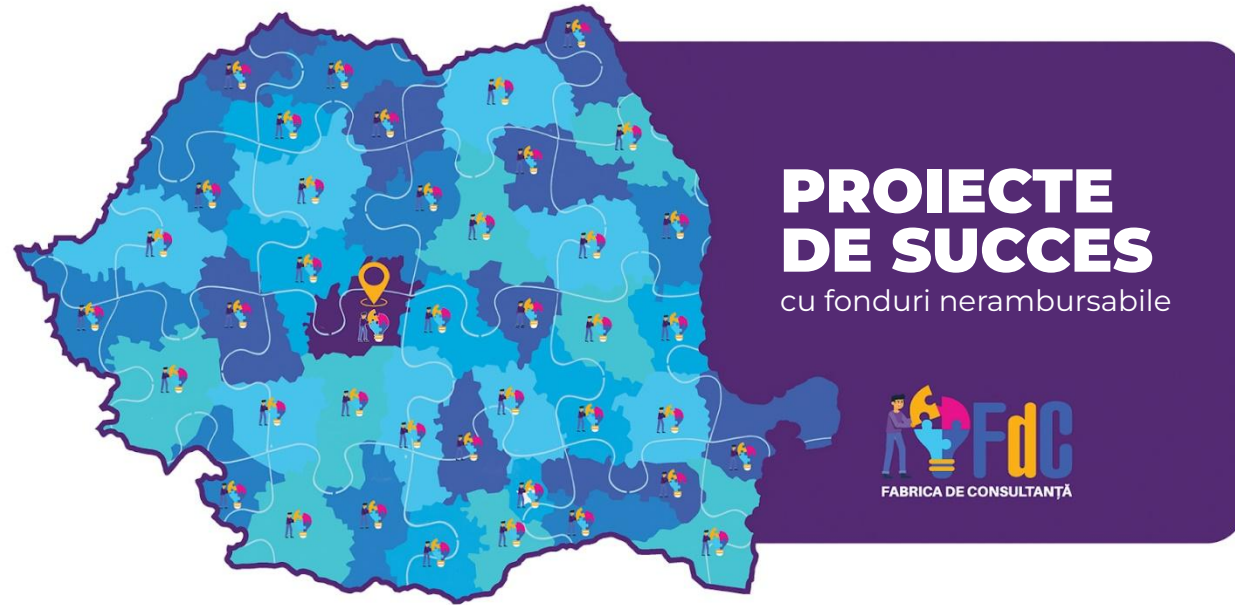 PROIECTE
DE SUCCES
cu fonduri nerambursabile
FdC
FABRICA DE CONSULTANȚĂ